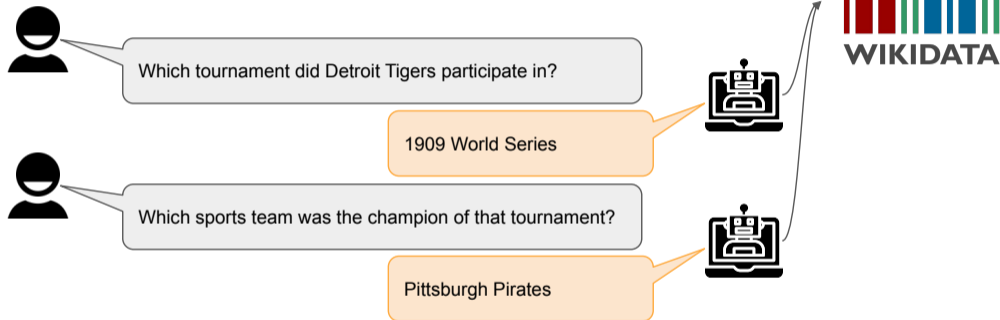 WIKIDATA
Which tournament did Detroit Tigers participate in?
1909 World Series
Which sports team was the champion of that tournament?
Pittsburgh Pirates